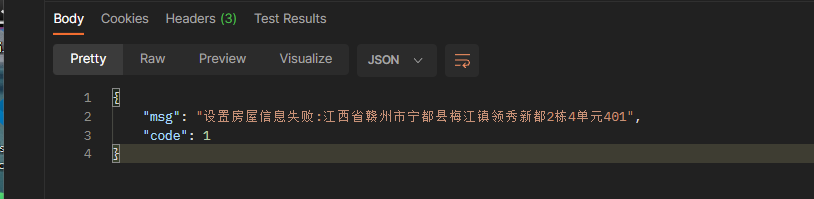 Body Cookies Headers (3) Test Results
Pretty Raw Preview Visualize JSON
1 {
2 "msg": "设置房屋信息失败:江西省赣州市宁都县梅江镇领秀新都2栋4单元401",
3 "code": 1
4 }